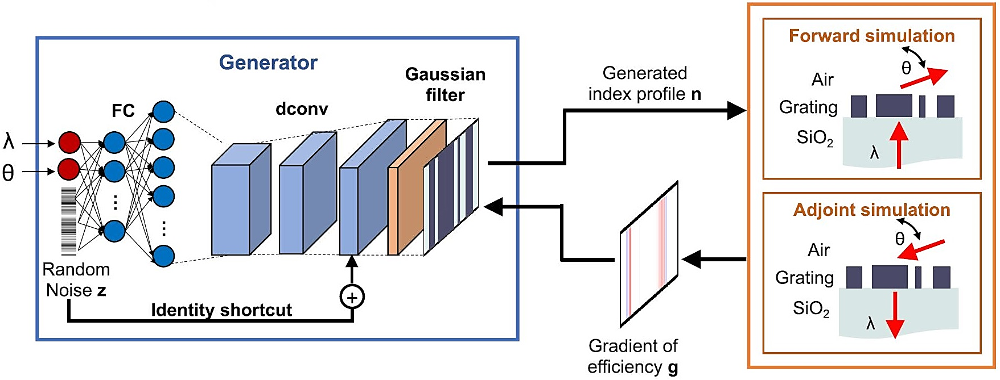 Generator
λ
θ
FC
dconv
Gaussian
filter
...
...
Random
Noise z
Identity shortcut
+
Generated
index profile n
Gradient of
efficiency g
Forward simulation
θ
Air
Grating
SiO₂
λ
Adjoint simulation
θ
Air
Grating
SiO₂
λ